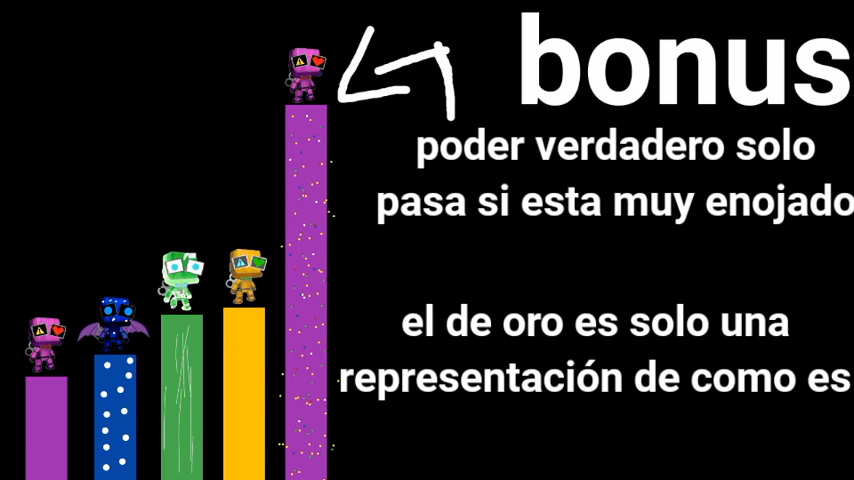 bonus
poder verdadero solo
pasa si esta muy enojado
el de oro es solo una
representación de como es